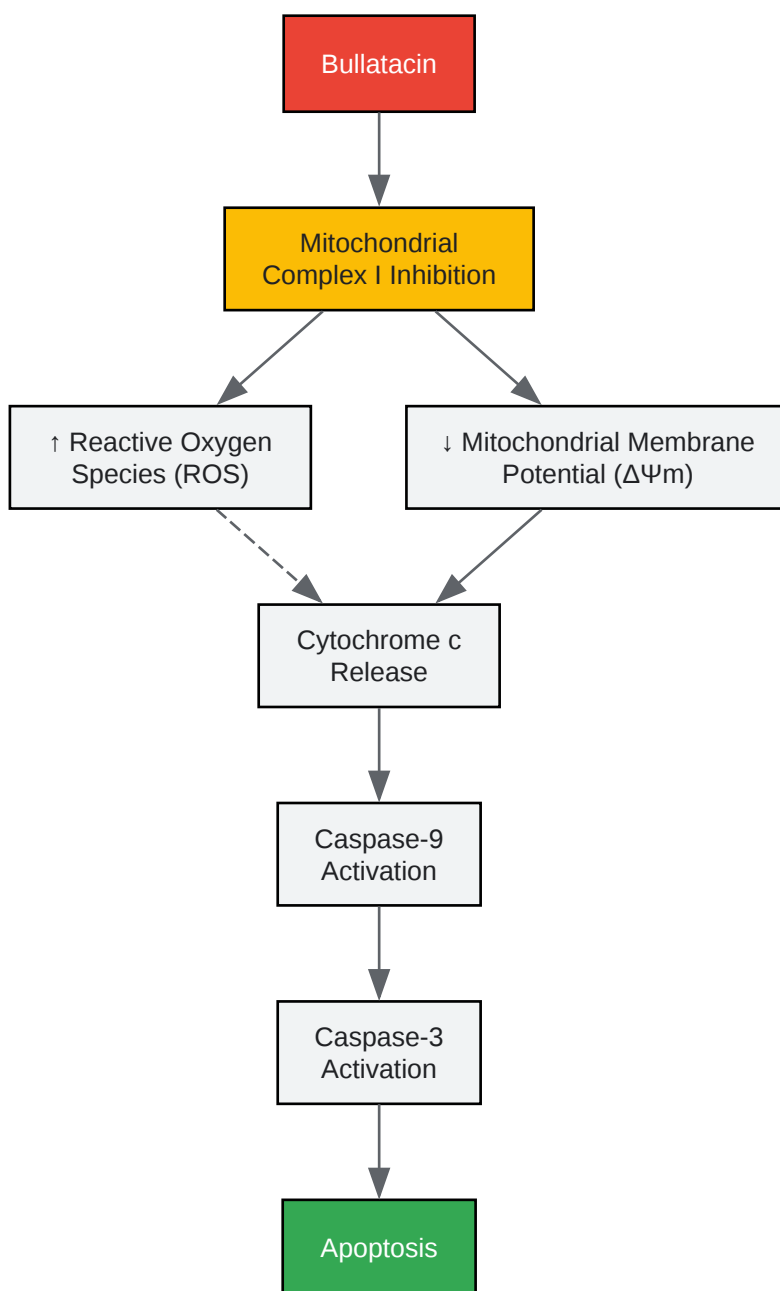 Bullatacin
Mitochondrial
Complex I Inhibition
↑ Reactive Oxygen
Species (ROS)
↓ Mitochondrial Membrane
Potential (ΔΨm)
Cytochrome c
Release
Caspase-9
Activation
Caspase-3
Activation
Apoptosis